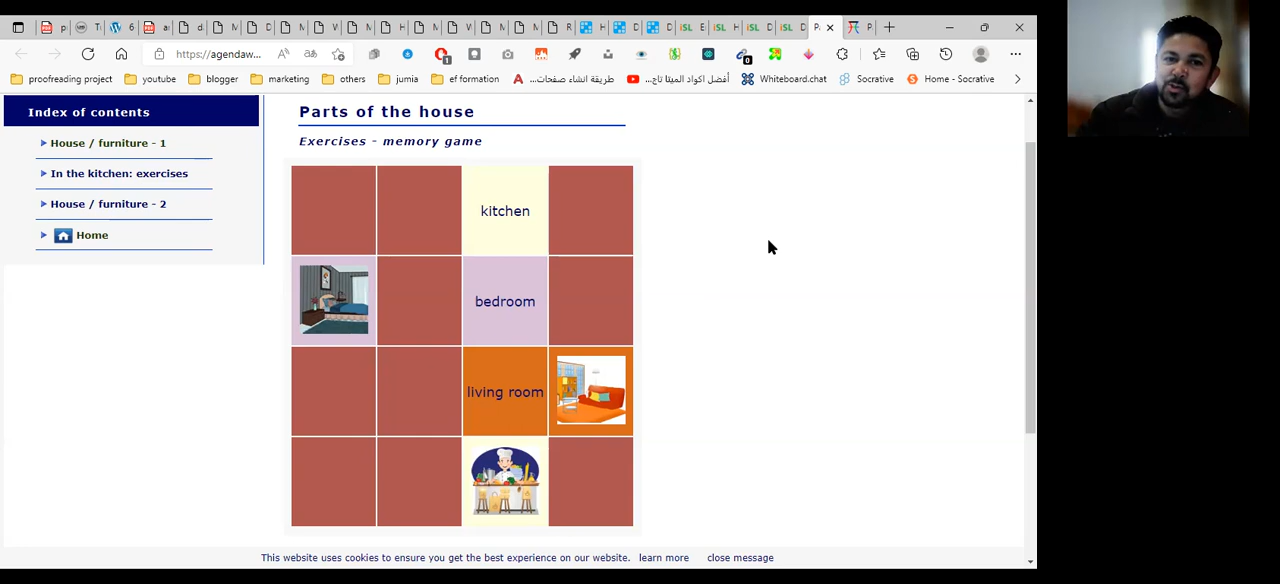 https://agendaw...
proofreading project
youtube
blogger
marketing
others
jumia
ef formation
طريقة انشاء صفحات...
أفضل اكواد الميتا تاج...
Whiteboard.chat
Socrative
Home - Socrative
Index of contents
House / furniture - 1
In the kitchen: exercises
House / furniture - 2
Home
Parts of the house
Exercises - memory game
kitchen
bedroom
living room
This website uses cookies to ensure you get the best experience on our website. learn more close message